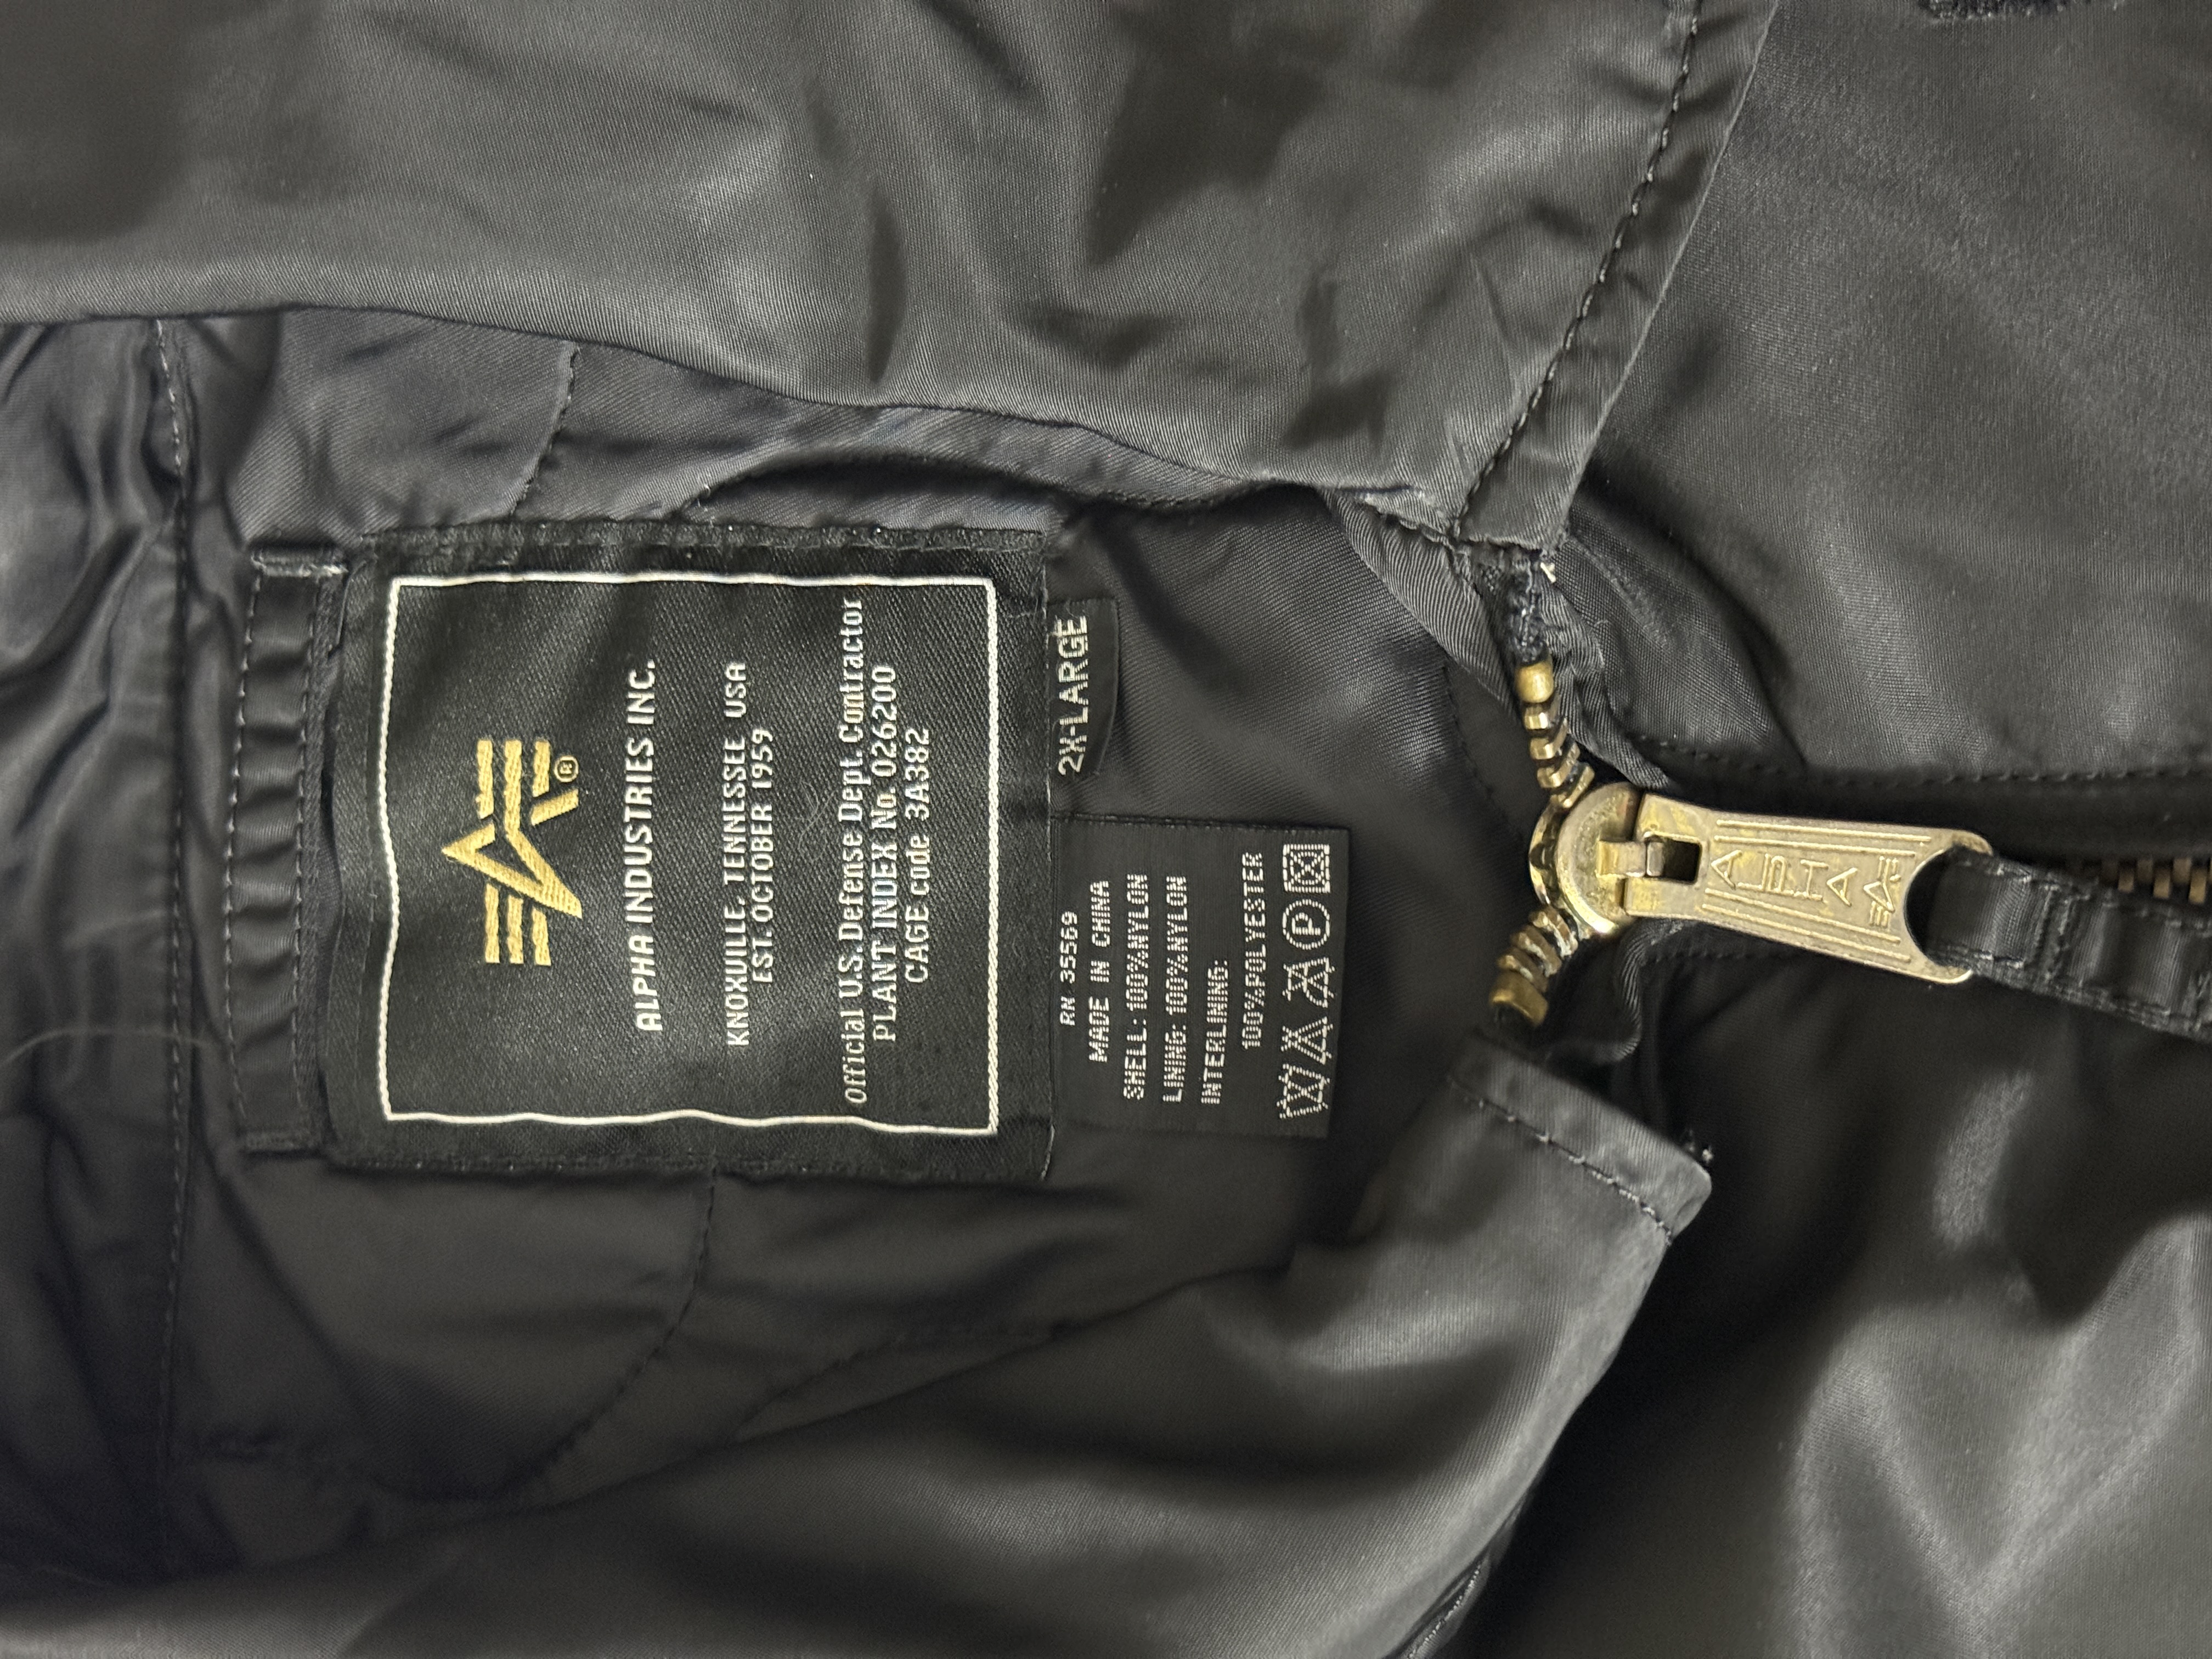 ®
ALPHA INDUSTRIES INC.
KNOXVILLE, TENNESSEE USA
EST. OCTOBER 1959
Official U.S. Defense Dept. Contractor
PLANT INDEX No. 026200
CAGE code 3A382
RN 35569
MADE IN CHINA
SHELL: 100%NYLON
LINING: 100%NYLON
INTERLINING:
100%POLYESTER
P
2X-LARGE
ALPHA